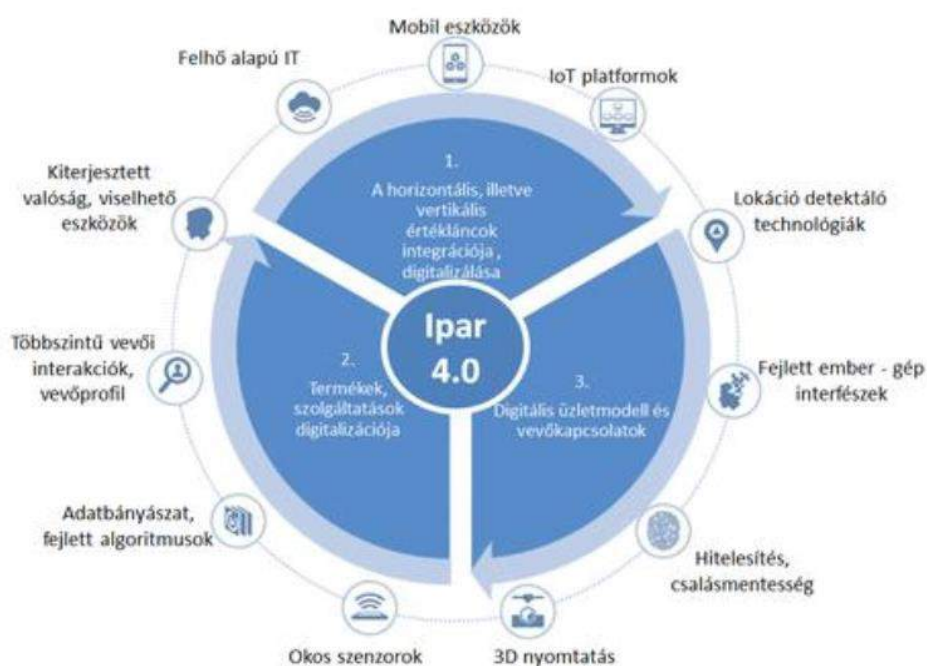 Mobil eszközök
IoT platformok
Lokáció detektáló
technológiák
Fejlett ember - gép
interfészek
Hitelesítés,
csalásmentesség
3D nyomtatás
Okos szenzorok
Adatbányászat,
fejlett algoritmusok
Többszintű vevői
interakciók,
vevőprofil
Kiterjesztett
valóság, viselhető
eszközök
Felhő alapú IT
1.
A horizontális, illetve
vertikális
értékláncok
integrációja ,
digitalizálása
Ipar
4.0
2.
Termékek,
szolgáltatások
digitalizációja
3.
Digitális üzletmodell és
vevőkapcsolatok